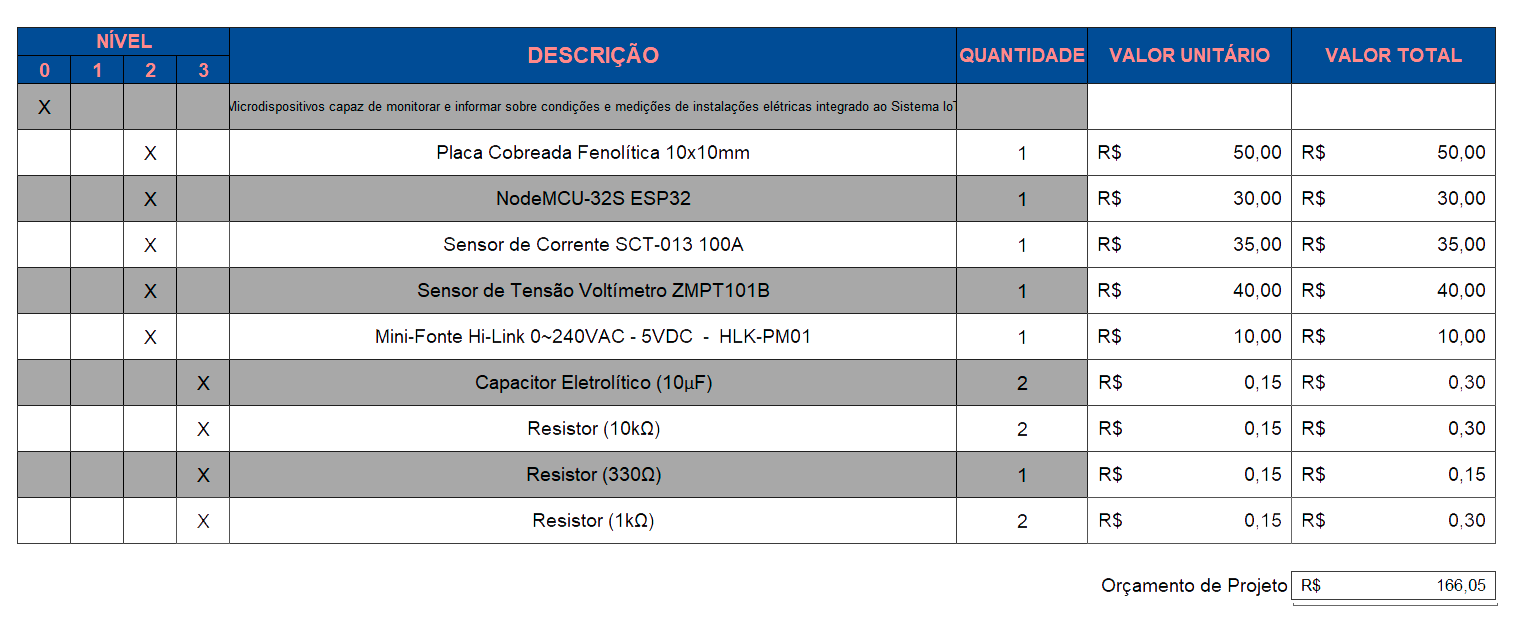 NÍVEL DESCRIÇÃO QUANTIDADE VALOR UNITÁRIO VALOR TOTAL
0 1 2 3
X Microdispositivos capaz de monitorar e informar sobre condições e medições de instalações elétricas integrado ao Sistema IoT
X Placa Cobreada Fenolítica 10x10mm 1 R$ 50,00 R$ 50,00
X NodeMCU-32S ESP32 1 R$ 30,00 R$ 30,00
X Sensor de Corrente SCT-013 100A 1 R$ 35,00 R$ 35,00
X Sensor de Tensão Voltímetro ZMPT101B 1 R$ 40,00 R$ 40,00
X Mini-Fonte Hi-Link 0~240VAC - 5VDC - HLK-PM01 1 R$ 10,00 R$ 10,00
X Capacitor Eletrolítico (10µF) 2 R$ 0,15 R$ 0,30
X Resistor (10kΩ) 2 R$ 0,15 R$ 0,30
X Resistor (330Ω) 1 R$ 0,15 R$ 0,15
X Resistor (1kΩ) 2 R$ 0,15 R$ 0,30
Orçamento de Projeto R$ 166,05